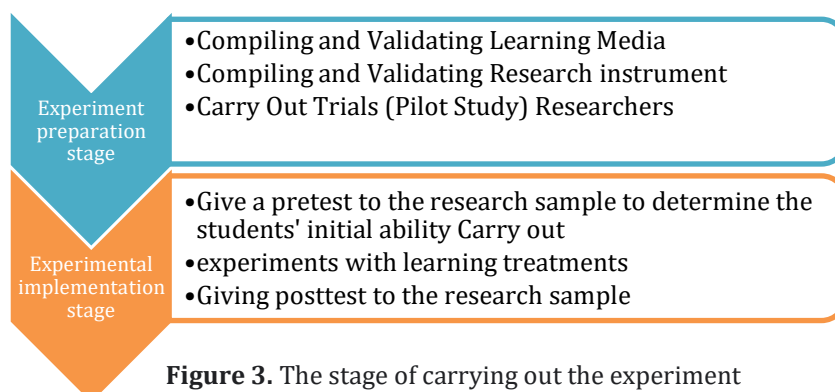 Experiment
preparation
stage
•Compiling and Validating Learning Media
•Compiling and Validating Research instrument
•Carry Out Trials (Pilot Study) Researchers
Experimental
implementation
stage
•Give a pretest to the research sample to determine the
students' initial ability Carry out
•experiments with learning treatments
•Giving posttest to the research sample
Figure 3. The stage of carrying out the experiment